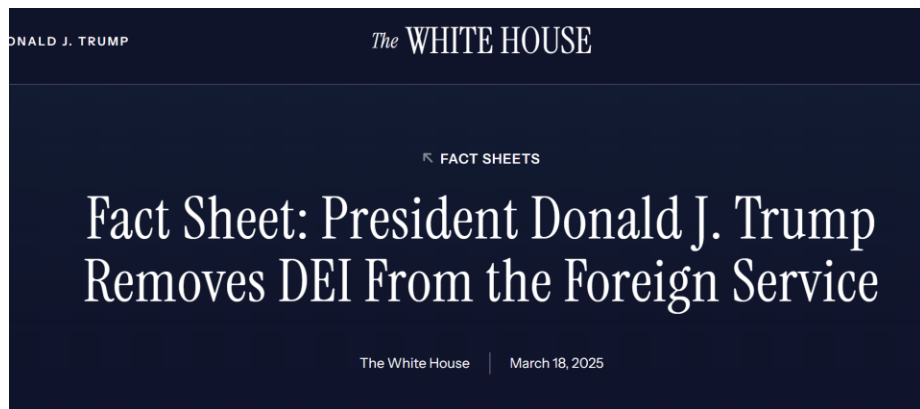 DONALD J. TRUMP
The WHITE HOUSE
FACT SHEETS
Fact Sheet: President Donald J. Trump
Removes DEI From the Foreign Service
The White House
March 18, 2025